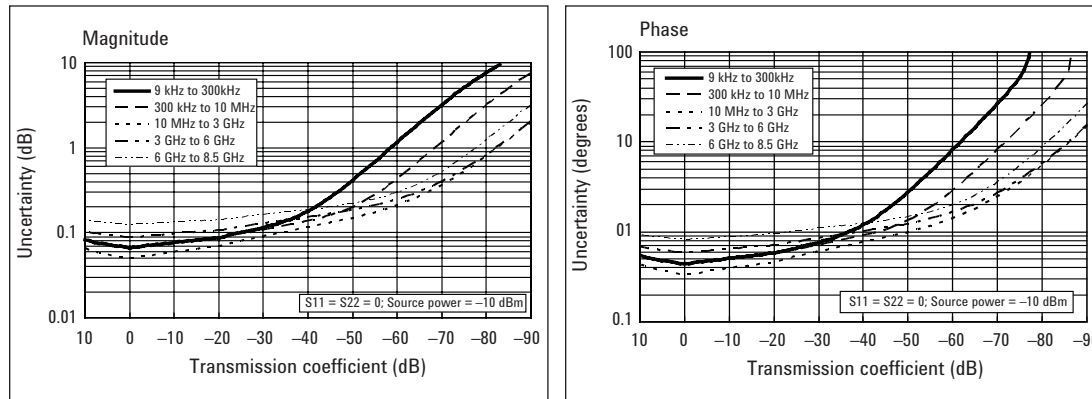 Magnitude
Uncertainty (dB)
10
1
0.1
0.01
9 kHz to 300kHz
300 kHz to 10 MHz
10 MHz to 3 GHz
3 GHz to 6 GHz
6 GHz to 8.5 GHz
S11 = S22 = 0; Source power = –10 dBm
10 0 –10 –20 –30 –40 –50 –60 –70 –80 –90
Transmission coefficient (dB)
Phase
Uncertainty (degrees)
100
10
01
0.1
9 kHz to 300kHz
300 kHz to 10 MHz
10 MHz to 3 GHz
3 GHz to 6 GHz
6 GHz to 8.5 GHz
S11 = S22 = 0; Source power = –10 dBm
10 0 –10 –20 –30 –40 –50 –60 –70 –80 –9
Transmission coefficient (dB)